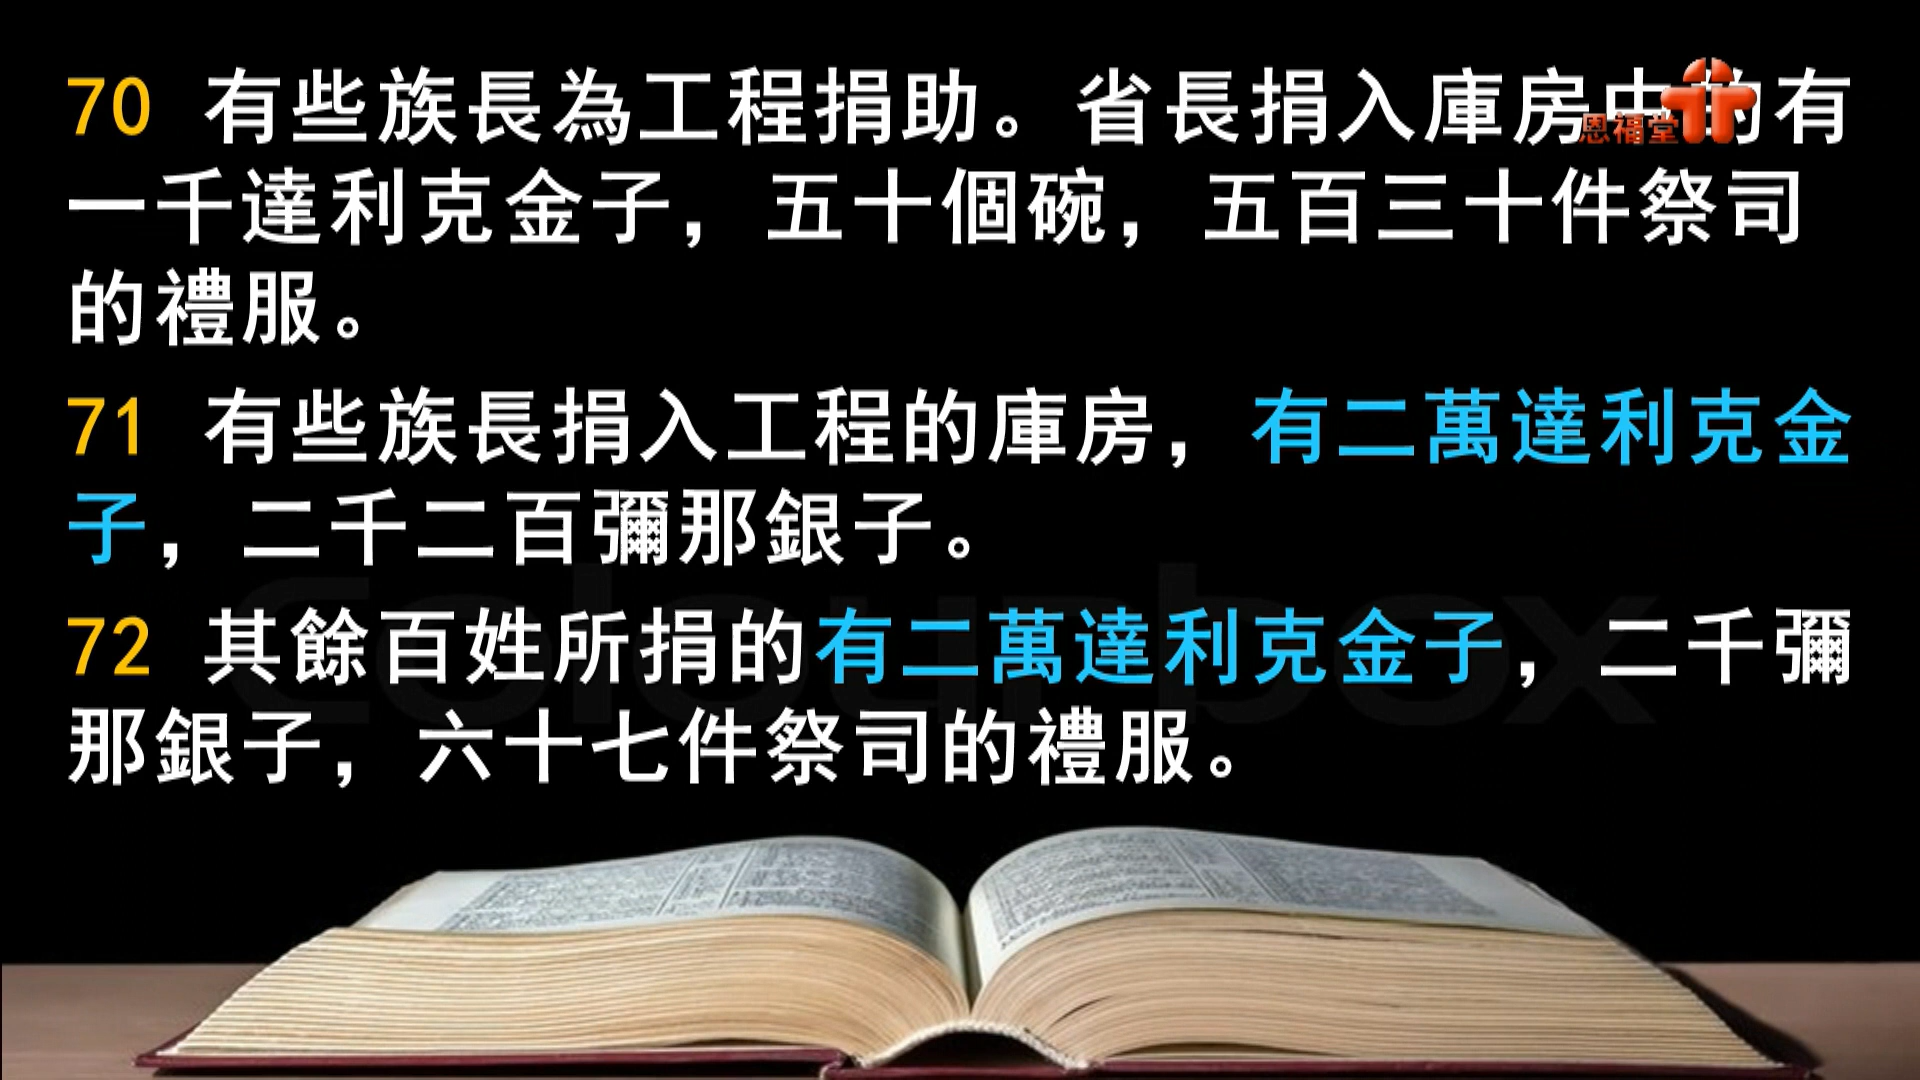 70 有些族長為工程捐助。省長捐入庫房中的有
一千達利克金子，五十個碗，五百三十件祭司
的禮服。
71 有些族長捐入工程的庫房，有二萬達利克金
子，二千二百彌那銀子。
72 其餘百姓所捐的有二萬達利克金子，二千彌
那銀子，六十七件祭司的禮服。
恩福堂
colourbox